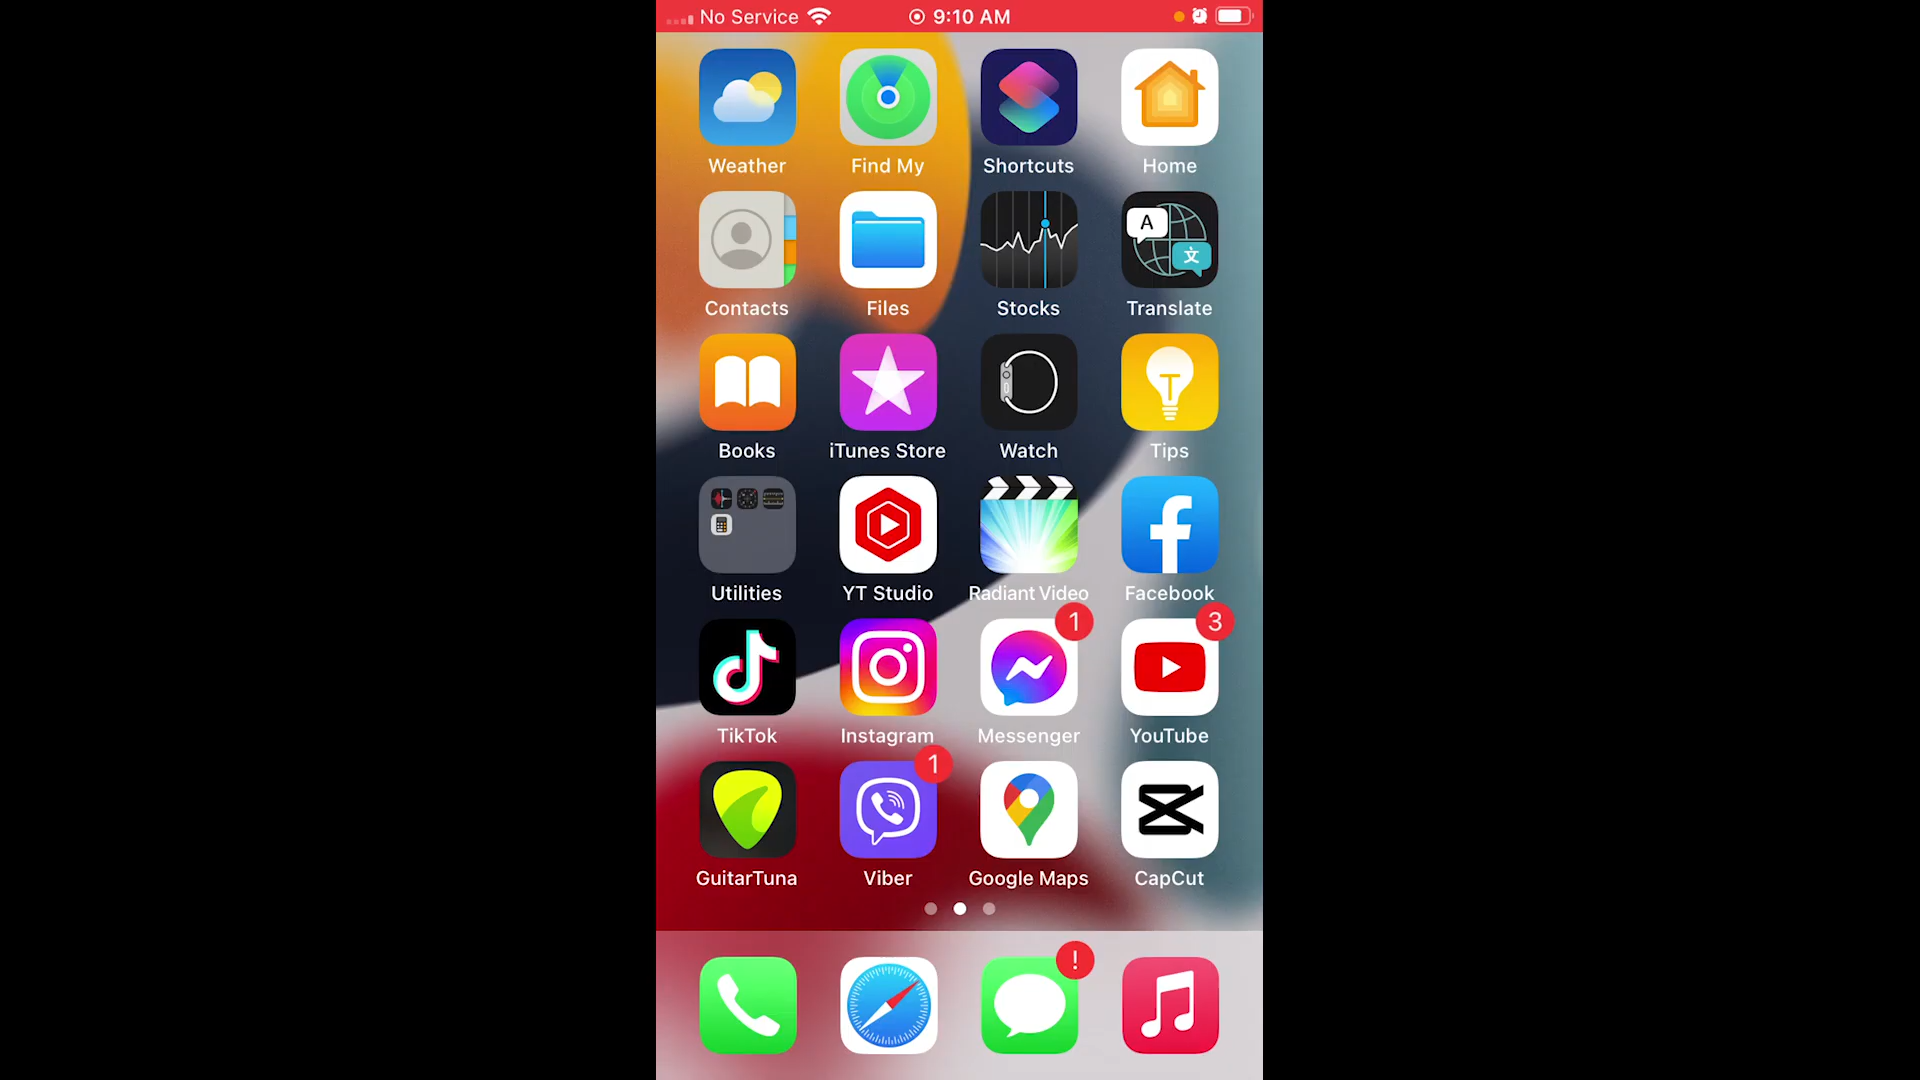 No Service 9:10 AM
Weather Find My Shortcuts Home
A 文
Contacts Files Stocks Translate
Books iTunes Store Watch Tips
Utilities YT Studio Radiant Video Facebook
1 3
TikTok Instagram Messenger YouTube
1
GuitarTuna Viber Google Maps CapCut
!